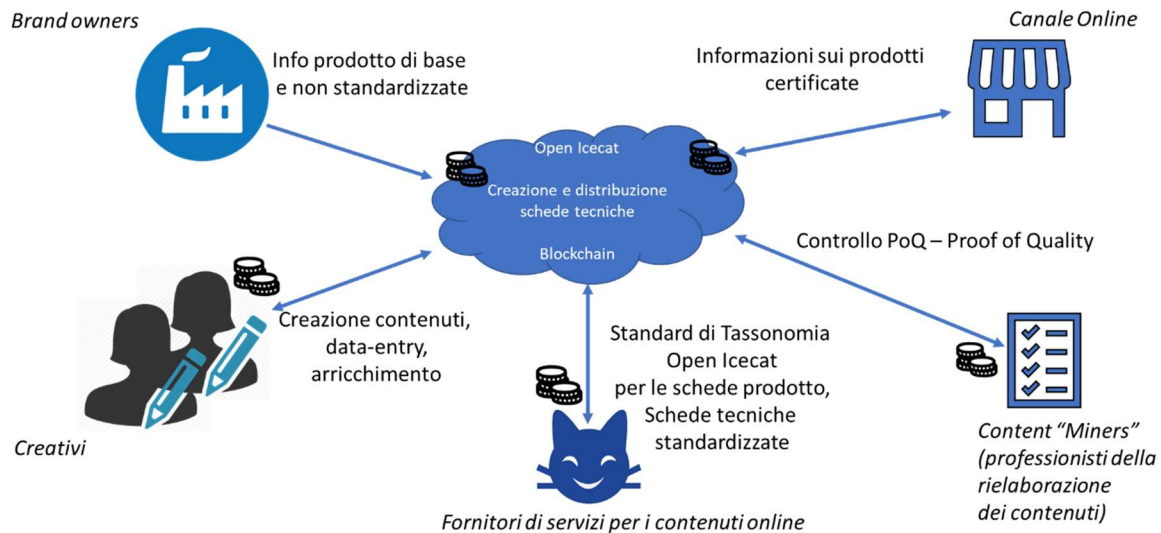 Brand owners
Canale Online
Info prodotto di base
e non standardizzate
Informazioni sui prodotti
certificate
Open Icecat
Creazione e distribuzione
schede tecniche
Blockchain
Controllo PoQ – Proof of Quality
Creazione contenuti,
data-entry,
arricchimento
Standard di Tassonomia
Open Icecat
per le schede prodotto,
Schede tecniche
standardizzate
Creativi
Content “Miners”
(professionisti della
rielaborazione
dei contenuti)
Fornitori di servizi per i contenuti online